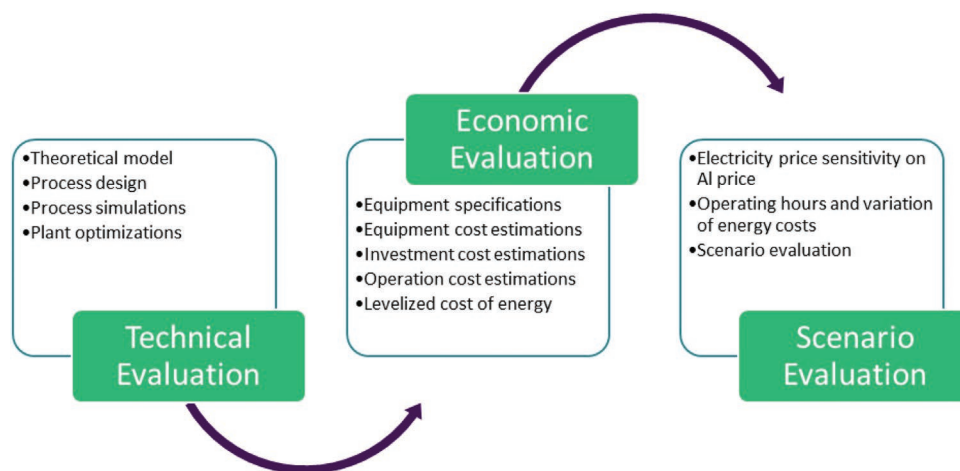 •Theoretical model
•Process design
•Process simulations
•Plant optimizations
Technical
Evaluation
Economic
Evaluation
•Equipment specifications
•Equipment cost estimations
•Investment cost estimations
•Operation cost estimations
•Levelized cost of energy
•Electricity price sensitivity on
Al price
•Operating hours and variation
of energy costs
•Scenario evaluation
Scenario
Evaluation